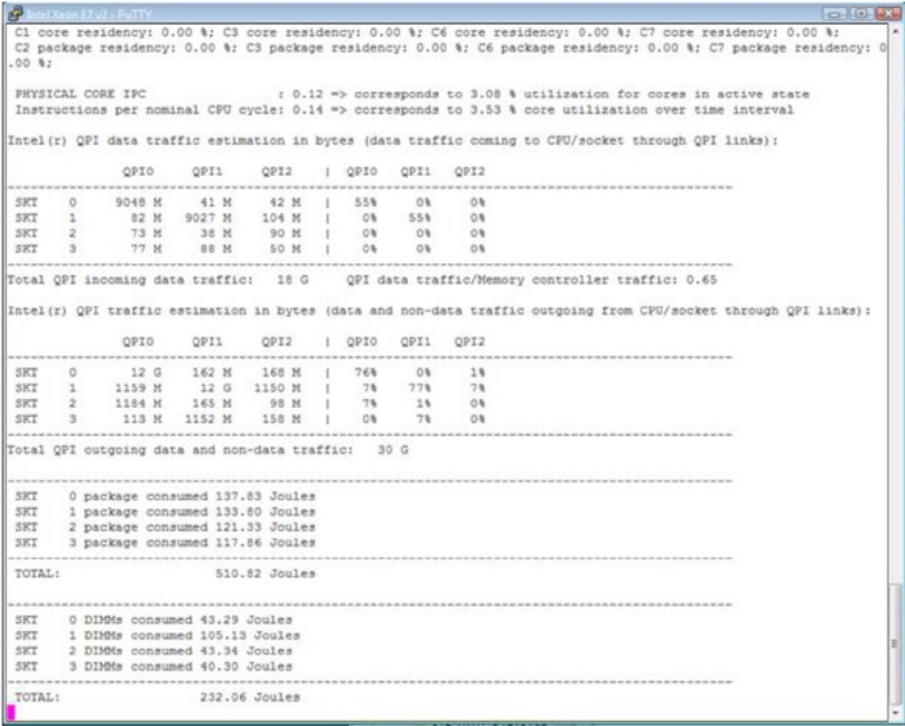 Intel Xeon E7 v2 - PuTTY
C1 core residency: 0.00 %; C3 core residency: 0.00 %; C6 core residency: 0.00 %; C7 core residency: 0.00 %;
C2 package residency: 0.00 %; C3 package residency: 0.00 %; C6 package residency: 0.00 %; C7 package residency: 0
.00 %;
PHYSICAL CORE IPC : 0.12 => corresponds to 3.08 % utilization for cores in active state
Instructions per nominal CPU cycle: 0.14 => corresponds to 3.53 % core utilization over time interval
Intel(r) QPI data traffic estimation in bytes (data traffic coming to CPU/socket through QPI links):
QPI0 QPI1 QPI2 | QPI0 QPI1 QPI2
SKT 0 9048 M 41 M 42 M | 55% 0% 0%
SKT 1 82 M 9027 M 104 M | 0% 55% 0%
SKT 2 73 M 38 M 90 M | 0% 0% 0%
SKT 3 77 M 88 M 50 M | 0% 0% 0%
Total QPI incoming data traffic: 18 G QPI data traffic/Memory controller traffic: 0.65
Intel(r) QPI traffic estimation in bytes (data and non-data traffic outgoing from CPU/socket through QPI links):
QPI0 QPI1 QPI2 | QPI0 QPI1 QPI2
SKT 0 12 G 162 M 168 M | 76% 0% 1%
SKT 1 1159 M 12 G 1150 M | 7% 77% 7%
SKT 2 1184 M 165 M 98 M | 7% 1% 0%
SKT 3 113 M 1152 M 158 M | 0% 7% 0%
Total QPI outgoing data and non-data traffic: 30 G
SKT 0 package consumed 137.83 Joules
SKT 1 package consumed 133.80 Joules
SKT 2 package consumed 121.33 Joules
SKT 3 package consumed 117.86 Joules
TOTAL: 510.82 Joules
SKT 0 DIMMs consumed 43.29 Joules
SKT 1 DIMMs consumed 105.13 Joules
SKT 2 DIMMs consumed 43.34 Joules
SKT 3 DIMMs consumed 40.30 Joules
TOTAL: 232.06 Joules